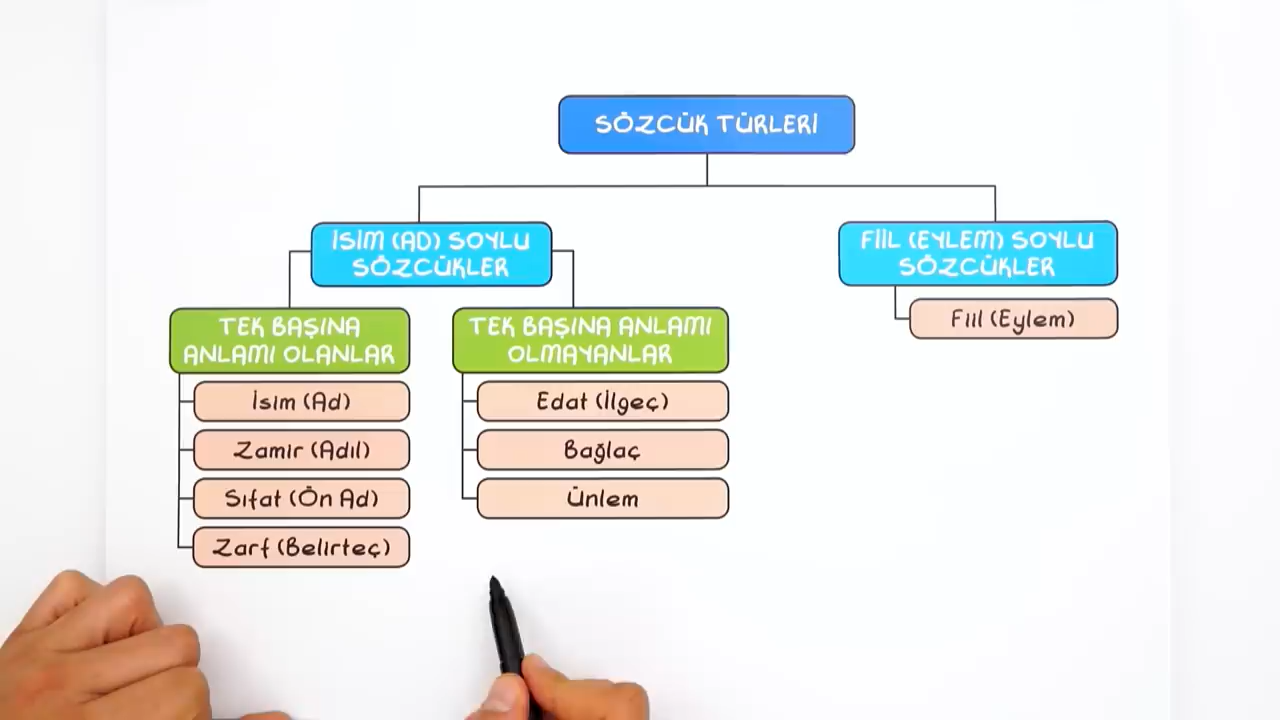 SÖZCÜK TÜRLERİ
İSİM (AD) SOYLU
SÖZCÜKLER
FİİL (EYLEM) SOYLU
SÖZCÜKLER
TEK BAŞINA
ANLAMI OLANLAR
TEK BAŞINA ANLAMI
OLMAYANLAR
Fiil (Eylem)
İsim (Ad)
Zamir (Adıl)
Sıfat (Ön Ad)
Zarf (Belirteç)
Edat (İlgeç)
Bağlaç
Ünlem